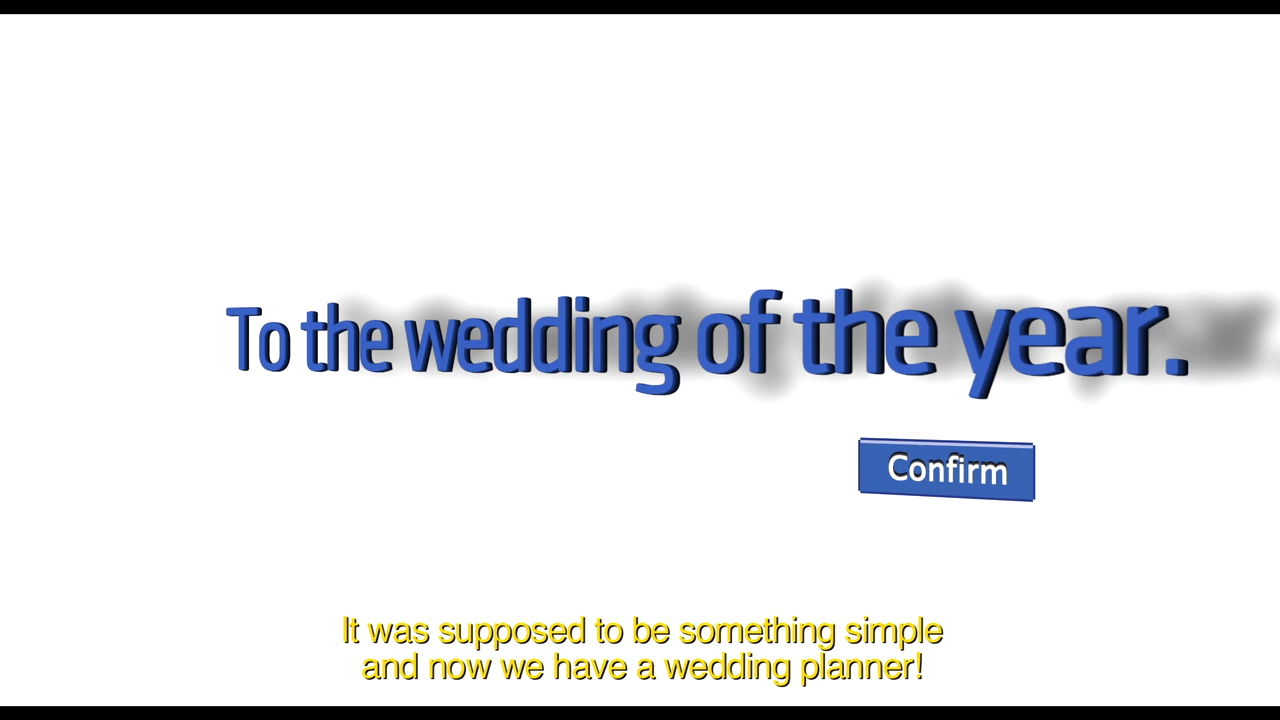 To the wedding of the year.
Confirm
It was supposed to be something simple
and now we have a wedding planner!